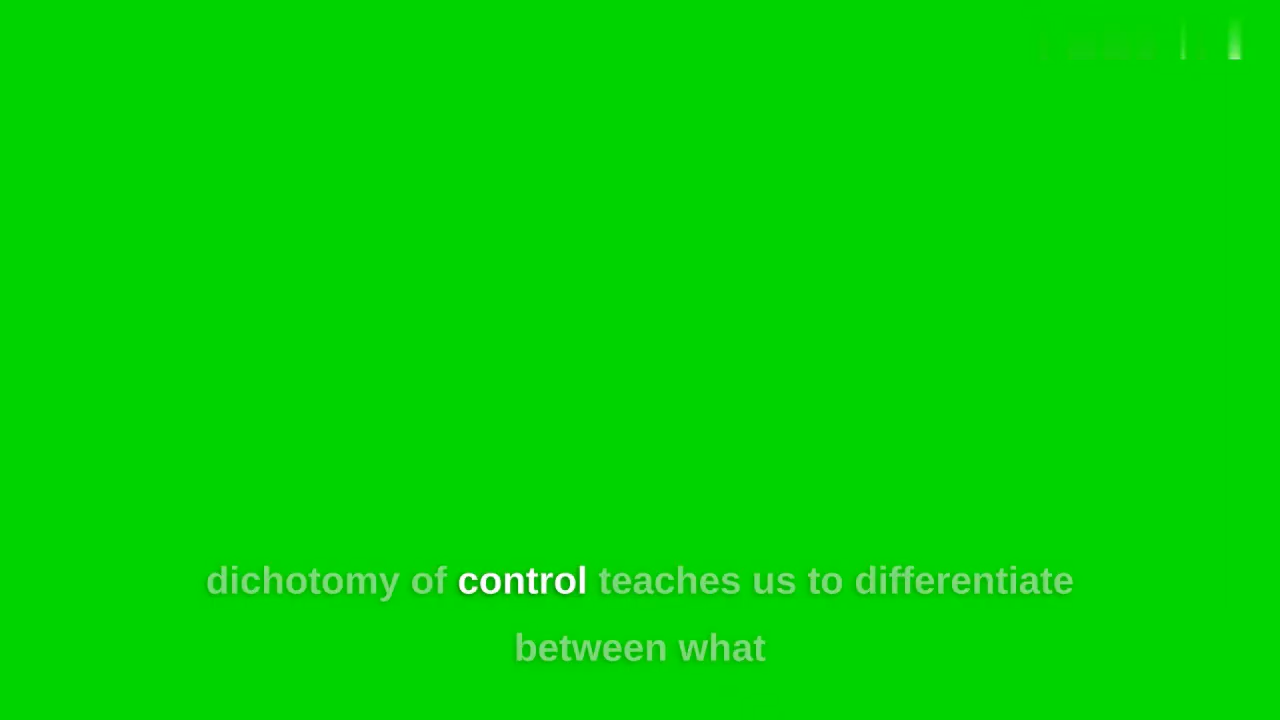 dichotomy of control teaches us to differentiate
between what